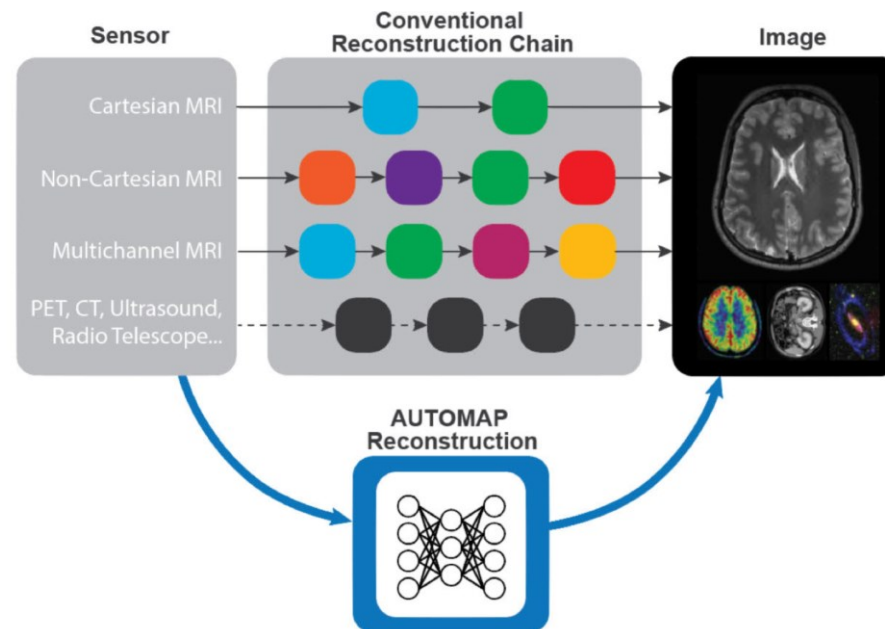 Sensor
Conventional
Reconstruction Chain
Image
Cartesian MRI
Non-Cartesian MRI
Multichannel MRI
PET, CT, Ultrasound,
Radio Telescope...
AUTOMAP
Reconstruction